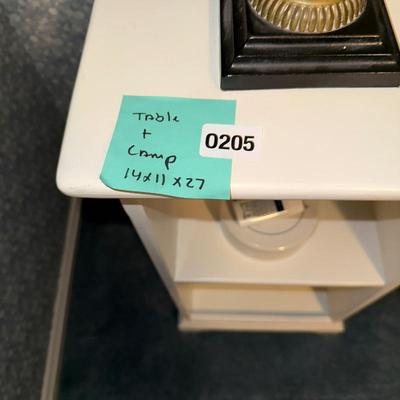 TABLE
+
LAMP
14x11x27
0205